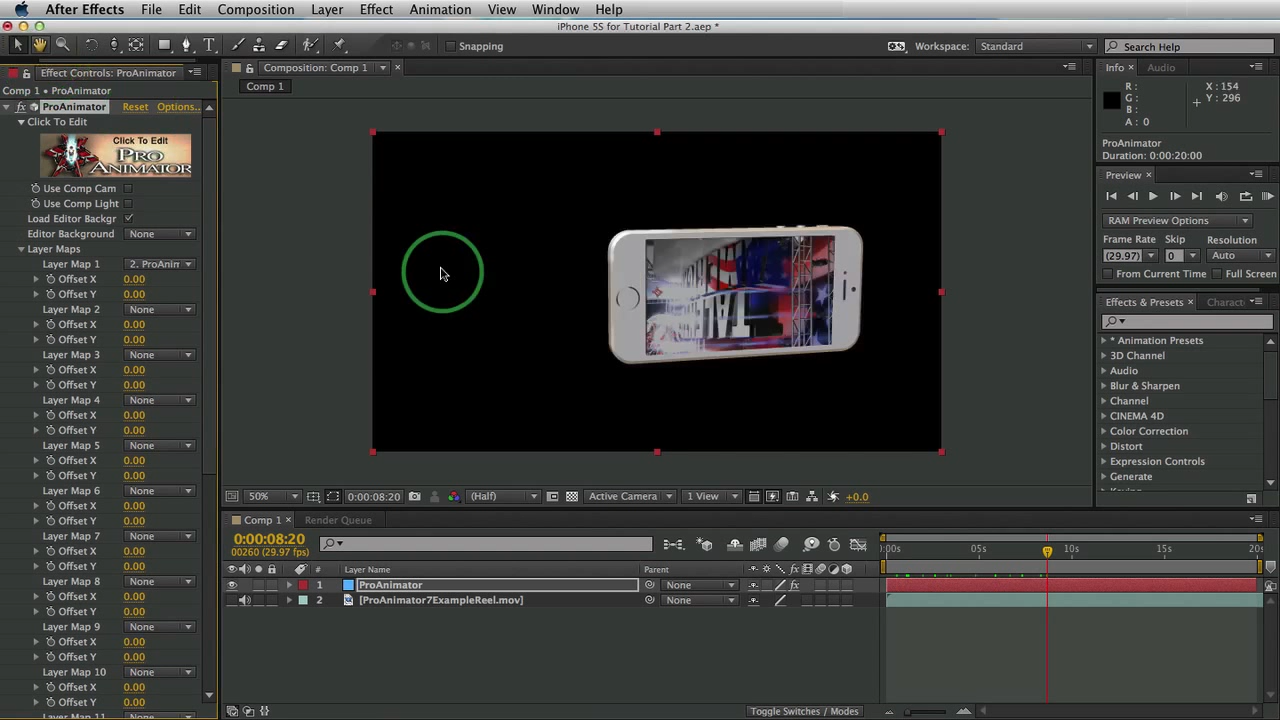 After Effects File Edit Composition Layer Effect Animation View Window Help
iPhone 5S for Tutorial Part 2.aep *
Snapping Workspace: Standard Search Help
Effect Controls: ProAnimator Composition: Comp 1 Info Audio
Comp 1 • ProAnimator Comp 1
R: X: 154
G: Y: 296
B:
A: 0
ProAnimator
Duration: 0:00:20:00
ProAnimator Reset Options..
Click To Edit
Click To Edit
PRO
ANIMATOR
Use Comp Cam
Use Comp Light
Load Editor Backgr
Editor Background None
Layer Maps
Layer Map 1 2. ProAnim
Offset X 0.00
Offset Y 0.00
Layer Map 2 None
Offset X 0.00
Offset Y 0.00
Layer Map 3 None
Offset X 0.00
Offset Y 0.00
Layer Map 4 None
Offset X 0.00
Offset Y 0.00
Layer Map 5 None
Offset X 0.00
Offset Y 0.00
Layer Map 6 None
Offset X 0.00
Offset Y 0.00
Layer Map 7 None
Offset X 0.00
Offset Y 0.00
Layer Map 8 None
Offset X 0.00
Offset Y 0.00
Layer Map 9 None
Offset X 0.00
Offset Y 0.00
Layer Map 10 None
Offset X 0.00
Offset Y 0.00
Layer Map 11
TALENT
Preview
RAM Preview Options
Frame Rate Skip Resolution
(29.97) 0 Auto
From Current Time Full Screen
Effects & Presets Charact
* Animation Presets
3D Channel
Audio
Blur & Sharpen
Channel
CINEMA 4D
Color Correction
Distort
Expression Controls
Generate
Keying
50% 0:00:08:20 (Half) Active Camera 1 View +0.0
Comp 1 Render Queue
0:00:08:20
00260 (29.97 fps)
:00s 05s 10s 15s 20s
# Layer Name Parent
1 ProAnimator None
2 [ProAnimator7ExampleReel.mov] None
Toggle Switches / Modes